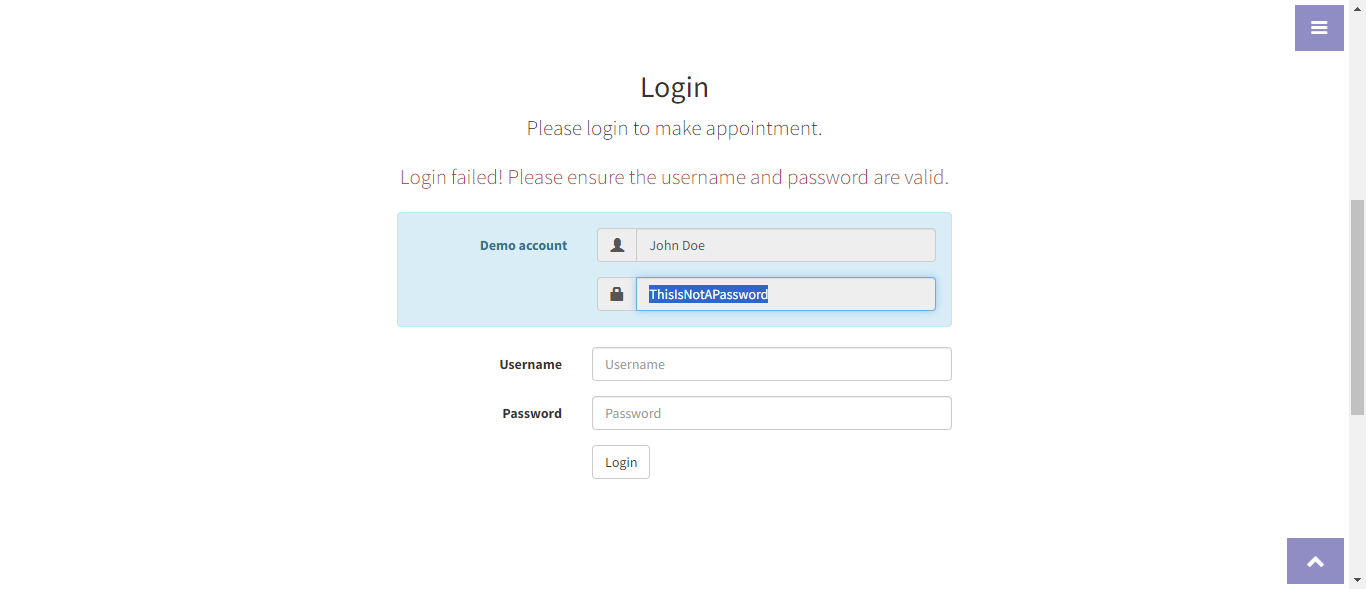 Login
Please login to make appointment.
Login failed! Please ensure the username and password are valid.
Demo account
John Doe
ThisIsNotAPassword
Username
Username
Password
Password
Login